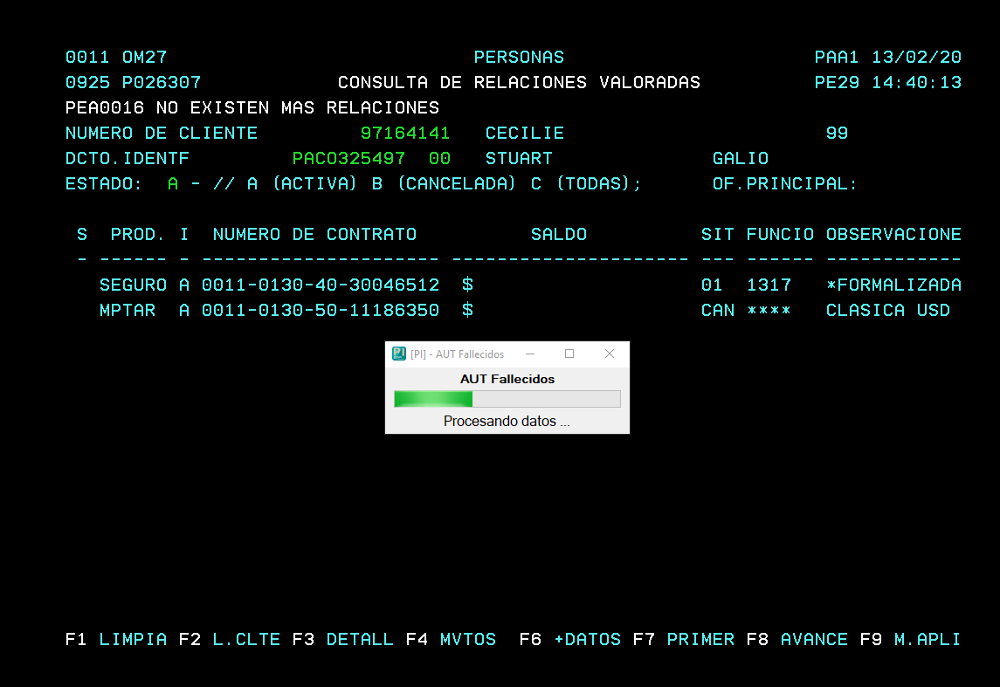 0011 OM27 PERSONAS PAA1 13/02/20
0925 P026307 CONSULTA DE RELACIONES VALORADAS PE29 14:40:13
PEA0016 NO EXISTEN MAS RELACIONES
NUMERO DE CLIENTE 97164141 CECILIE 99
DCTO.IDENTF PACO325497 00 STUART GALIO
ESTADO: A - // A (ACTIVA) B (CANCELADA) C (TODAS); OF.PRINCIPAL:
S PROD. I NUMERO DE CONTRATO SALDO SIT FUNCIO OBSERVACIONE
- ------ - --------------------- --------------------- --- ------ ------------
SEGURO A 0011-0130-40-30046512 $ 01 1317 *FORMALIZADA
MPTAR A 0011-0130-50-11186350 $ CAN **** CLASICA USD
[PI] - AUT Fallecidos
AUT Fallecidos
Procesando datos ...
F1 LIMPIA F2 L.CLTE F3 DETALL F4 MVTOS F6 +DATOS F7 PRIMER F8 AVANCE F9 M.APLI